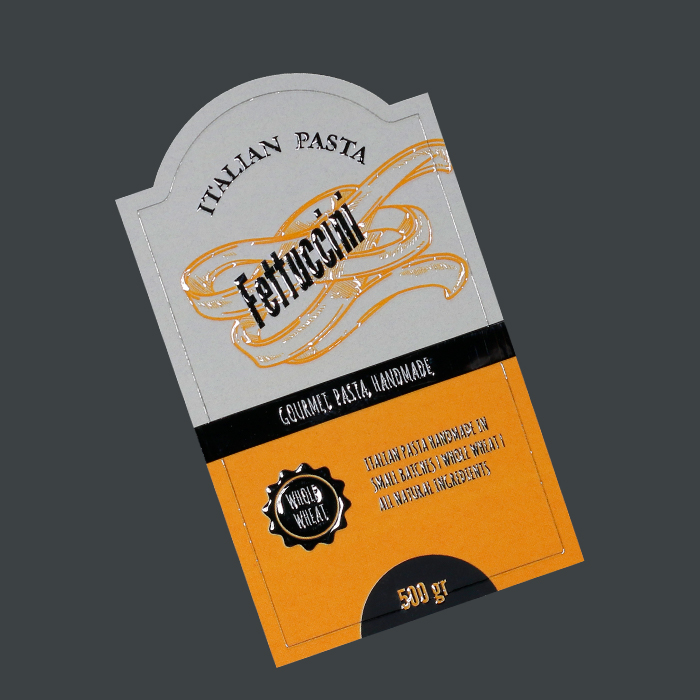 ITALIAN PASTA
Fettuccini
GOURMET PASTA, HANDMADE
ITALIAN PASTA HANDMADE IN
SMALL BATCHES | WHOLE WHEAT |
ALL NATURAL INGREDIENTS
WHOLE
WHEAT
500 gr